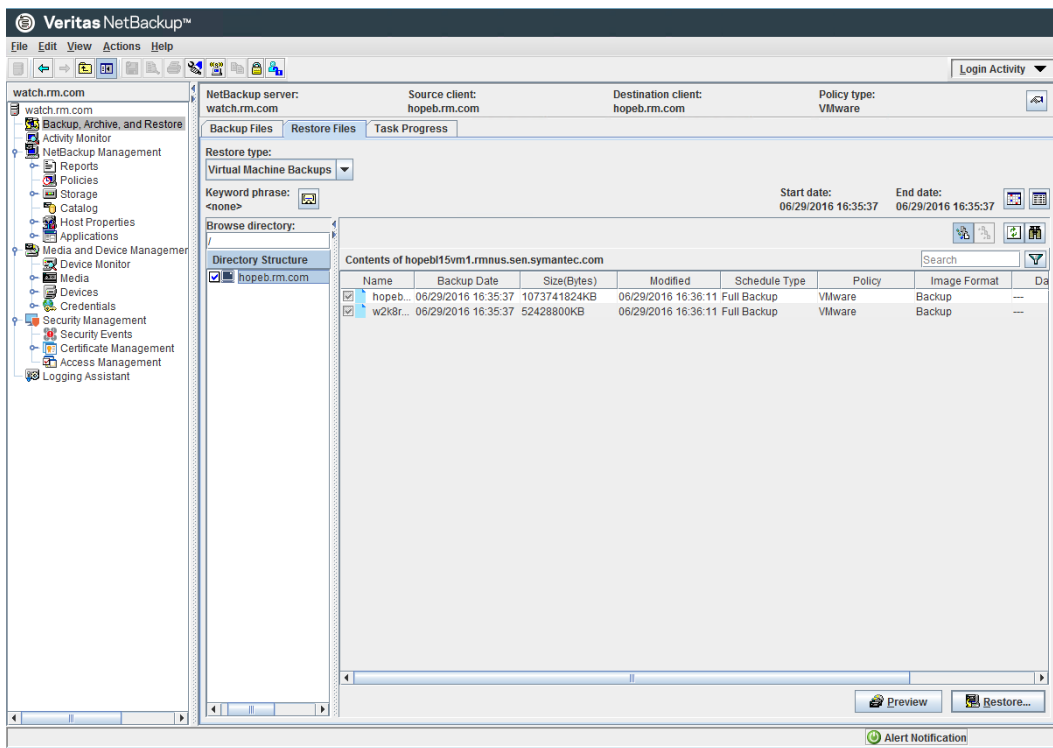 Veritas NetBackup™
File Edit View Actions Help
Login Activity
watch.rm.com
watch.rm.com
Backup, Archive, and Restore
Activity Monitor
NetBackup Management
Reports
Policies
Storage
Catalog
Host Properties
Applications
Media and Device Managemer
Device Monitor
Media
Devices
Credentials
Security Management
Security Events
Certificate Management
Access Management
Logging Assistant
NetBackup server: Source client: Destination client: Policy type:
watch.rm.com hopeb.rm.com hopeb.rm.com VMware
Backup Files Restore Files Task Progress
Restore type:
Virtual Machine Backups
Keyword phrase: Start date: End date:
<none> 06/29/2016 16:35:37 06/29/2016 16:35:37
Browse directory:
/
Directory Structure
hopeb.rm.com
Contents of hopebl15vm1.rmnus.sen.symantec.com Search
Name Backup Date Size(Bytes) Modified Schedule Type Policy Image Format Da
hopeb... 06/29/2016 16:35:37 1073741824KB 06/29/2016 16:36:11 Full Backup VMware Backup ---
w2k8r... 06/29/2016 16:35:37 52428800KB 06/29/2016 16:36:11 Full Backup VMware Backup ---
Preview Restore...
Alert Notification